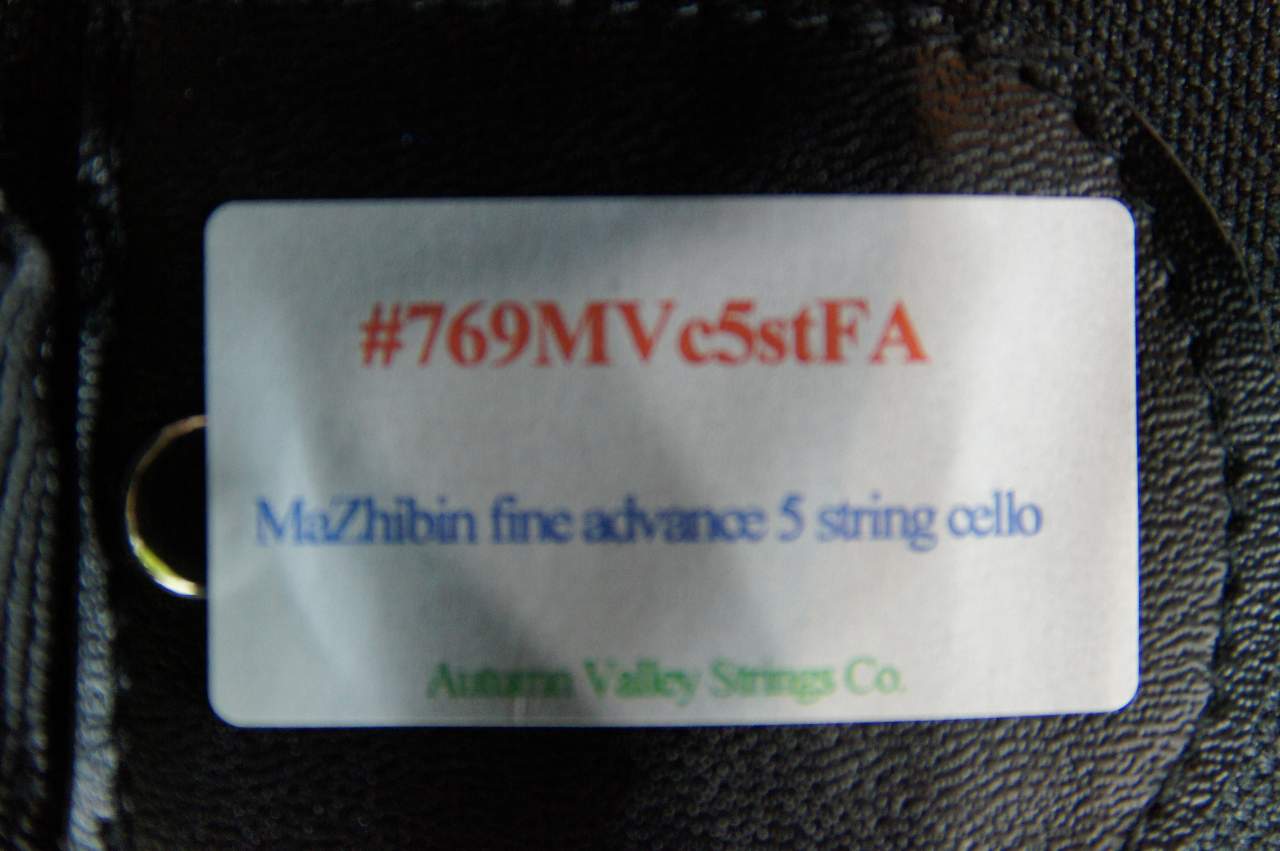 #769MVc5stFA
MaZhibin fine advance 5 string cello
Autumn Valley Strings Co.